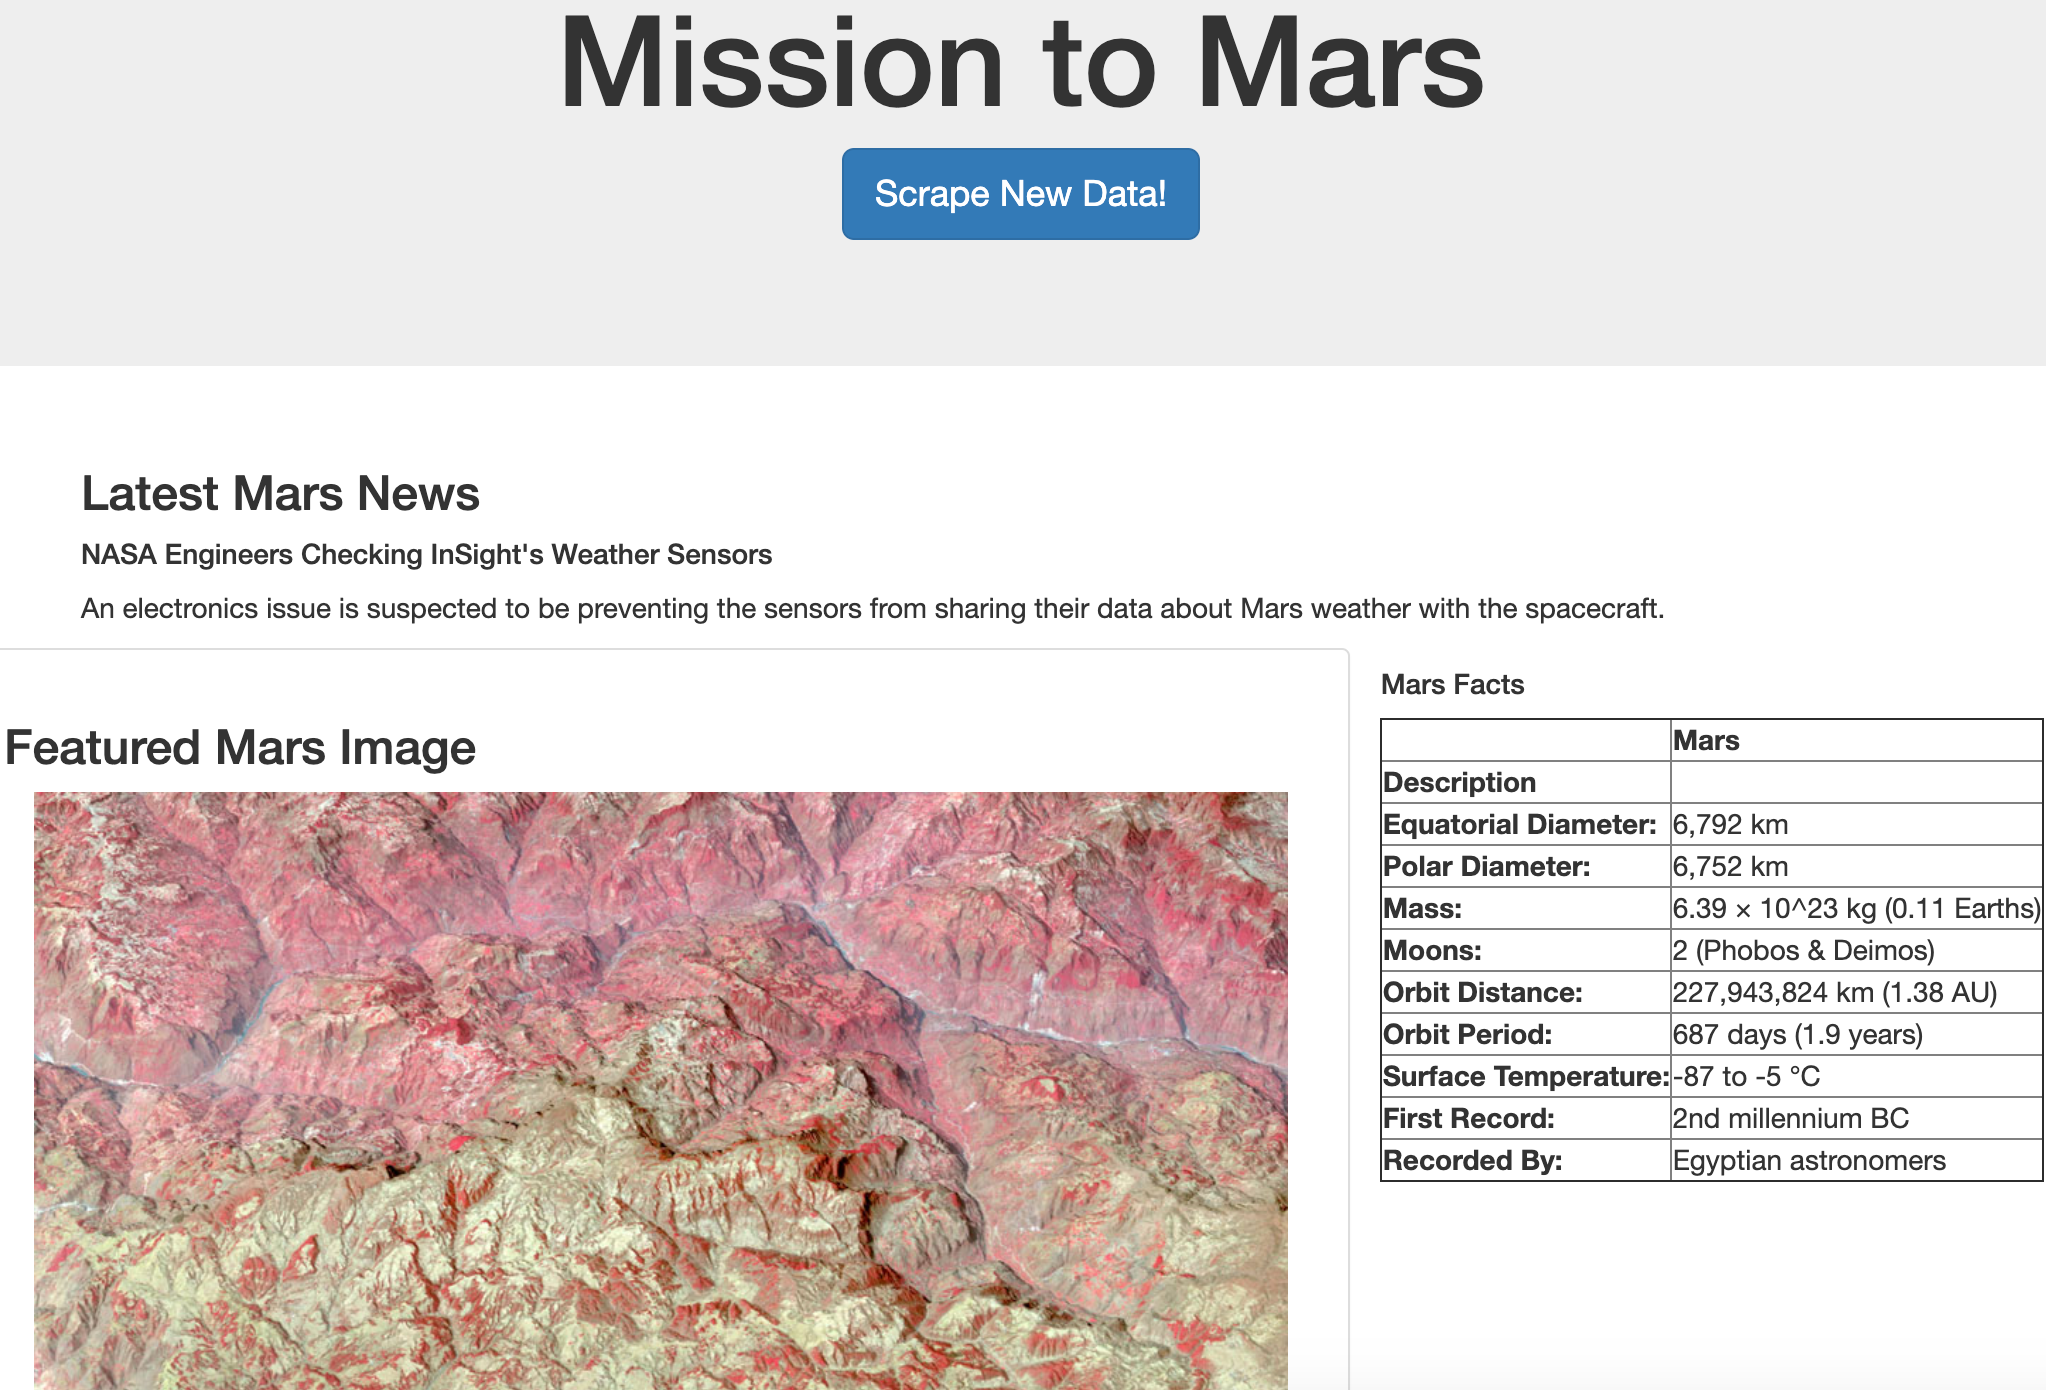 Mission to Mars
Scrape New Data!
Latest Mars News
NASA Engineers Checking InSight's Weather Sensors
An electronics issue is suspected to be preventing the sensors from sharing their data about Mars weather with the spacecraft.
Featured Mars Image
Mars Facts
Mars
Description
Equatorial Diameter: 6,792 km
Polar Diameter: 6,752 km
Mass: 6.39 × 10^23 kg (0.11 Earths)
Moons: 2 (Phobos & Deimos)
Orbit Distance: 227,943,824 km (1.38 AU)
Orbit Period: 687 days (1.9 years)
Surface Temperature: -87 to -5 °C
First Record: 2nd millennium BC
Recorded By: Egyptian astronomers